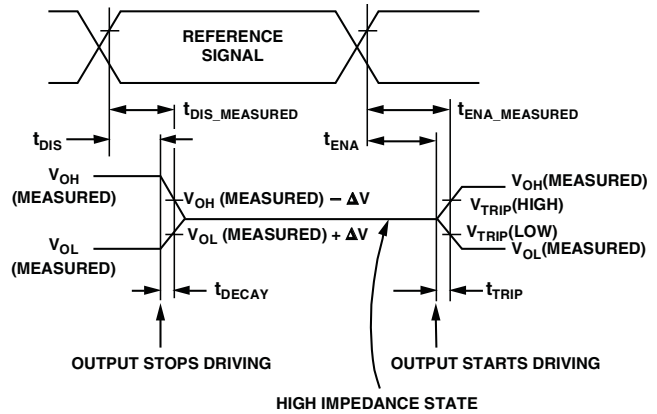 REFERENCE
SIGNAL
tDIS_MEASURED
tENA_MEASURED
tDIS
tENA
VOH
(MEASURED)
VOH (MEASURED) – ΔV
VOH(MEASURED)
VTRIP(HIGH)
VOL
(MEASURED)
VOL (MEASURED) + ΔV
VTRIP(LOW)
VOL(MEASURED)
tDECAY
tTRIP
OUTPUT STOPS DRIVING
OUTPUT STARTS DRIVING
HIGH IMPEDANCE STATE